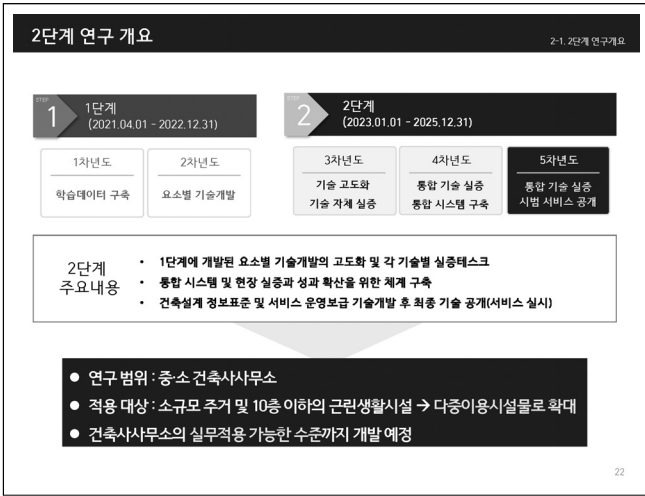 2단계 연구 개요
2-1. 2단계 연구개요
STEP
1
1단계
(2021.04.01 - 2022.12.31)
STEP
2
2단계
(2023.01.01 - 2025.12.31)
1차년도
학습데이터 구축
2차년도
요소별 기술개발
3차년도
기술 고도화
기술 자체 실증
4차년도
통합 기술 실증
통합 시스템 구축
5차년도
통합 기술 실증
시범 서비스 공개
2단계
주요내용
• 1단계에 개발된 요소별 기술개발의 고도화 및 각 기술별 실증테스크
• 통합 시스템 및 현장 실증과 성과 확산을 위한 체계 구축
• 건축설계 정보표준 및 서비스 운영보급 기술개발 후 최종 기술 공개(서비스 실시)
● 연구 범위 : 중·소 건축사사무소
● 적용 대상 : 소규모 주거 및 10층 이하의 근린생활시설 → 다중이용시설물로 확대
● 건축사사무소의 실무적용 가능한 수준까지 개발 예정
22